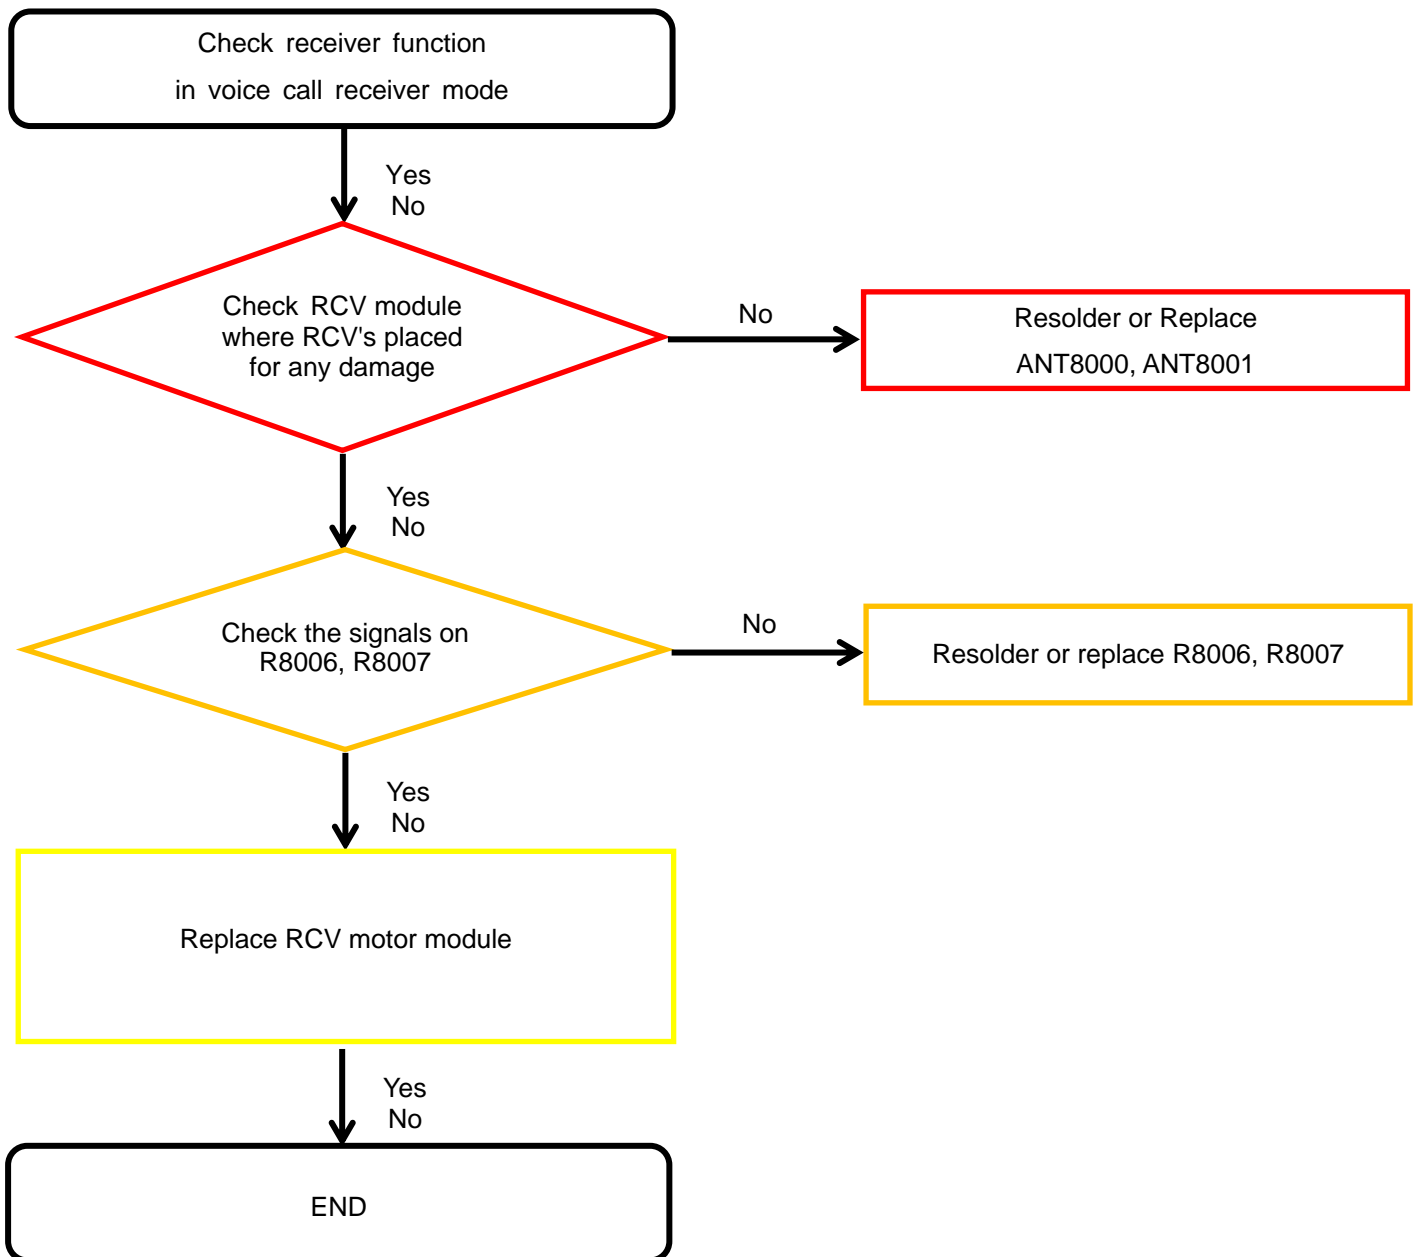 Check receiver function
in voice call receiver mode
Yes
No
Check RCV module
where RCV's placed
for any damage
No
Resolder or Replace
ANT8000, ANT8001
Yes
No
Check the signals on
R8006, R8007
No
Resolder or replace R8006, R8007
Yes
No
Replace RCV motor module
Yes
No
END